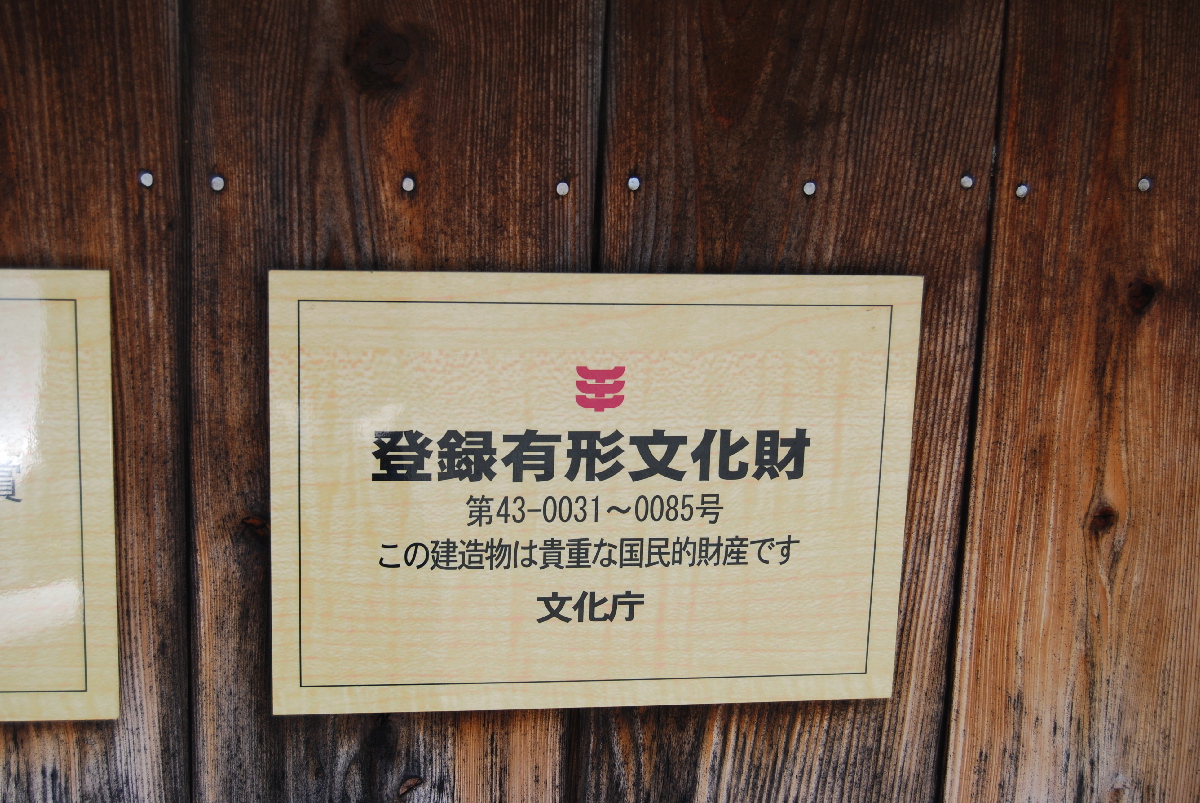 賞
登録有形文化財
第43-0031～0085号
この建造物は貴重な国民的財産です
文化庁